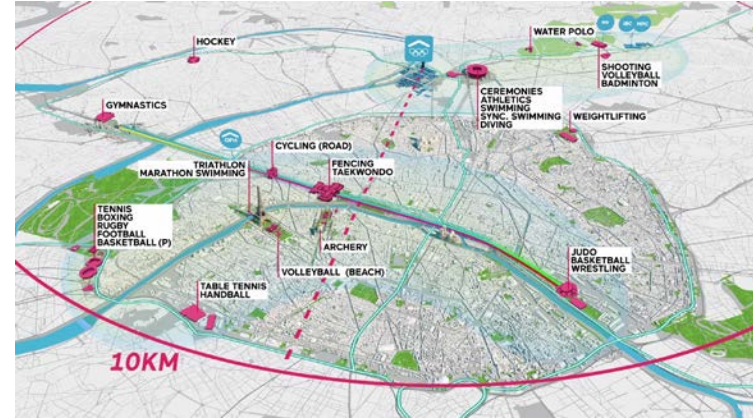 HOCKEY
WATER POLO
SHOOTING
VOLLEYBALL
BADMINTON
GYMNASTICS
CEREMONIES
ATHLETICS
SWIMMING
SYNC. SWIMMING
DIVING
WEIGHTLIFTING
CYCLING (ROAD)
TRIATHLON
MARATHON SWIMMING
FENCING
TAEKWONDO
TENNIS
BOXING
RUGBY
FOOTBALL
BASKETBALL (P)
ARCHERY
VOLLEYBALL (BEACH)
JUDO
BASKETBALL
WRESTLING
TABLE TENNIS
HANDBALL
10KM